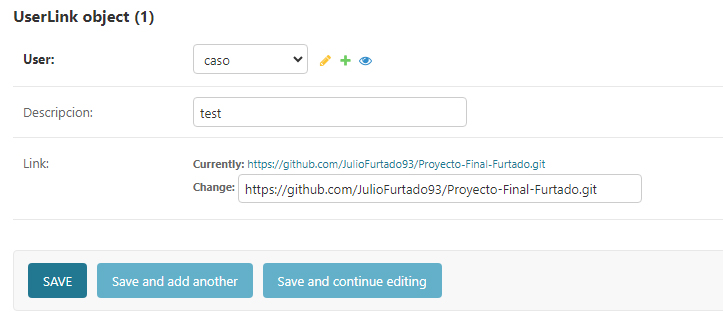 UserLink object (1)
User: caso
Descripcion: test
Link: Currently: https://github.com/JulioFurtado93/Proyecto-Final-Furtado.git
Change: https://github.com/JulioFurtado93/Proyecto-Final-Furtado.git
SAVE Save and add another Save and continue editing